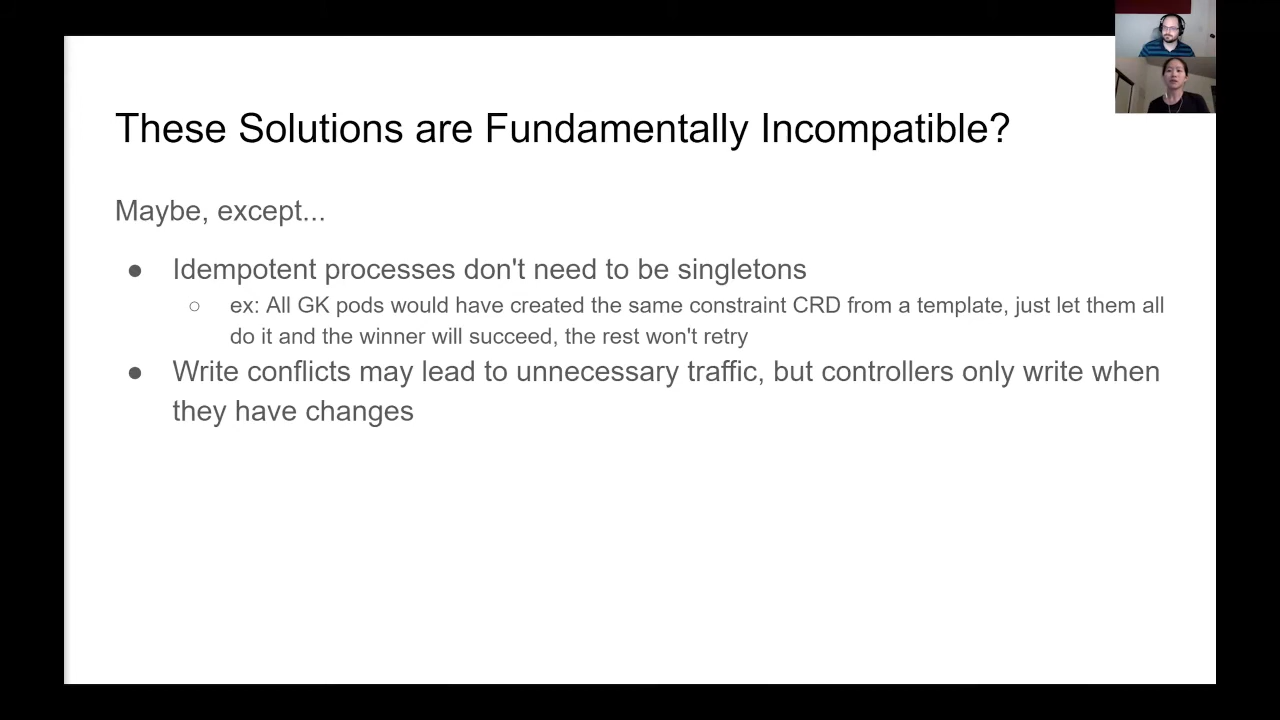 These Solutions are Fundamentally Incompatible?
Maybe, except...
● Idempotent processes don't need to be singletons
○ ex: All GK pods would have created the same constraint CRD from a template, just let them all
do it and the winner will succeed, the rest won't retry
● Write conflicts may lead to unnecessary traffic, but controllers only write when
they have changes